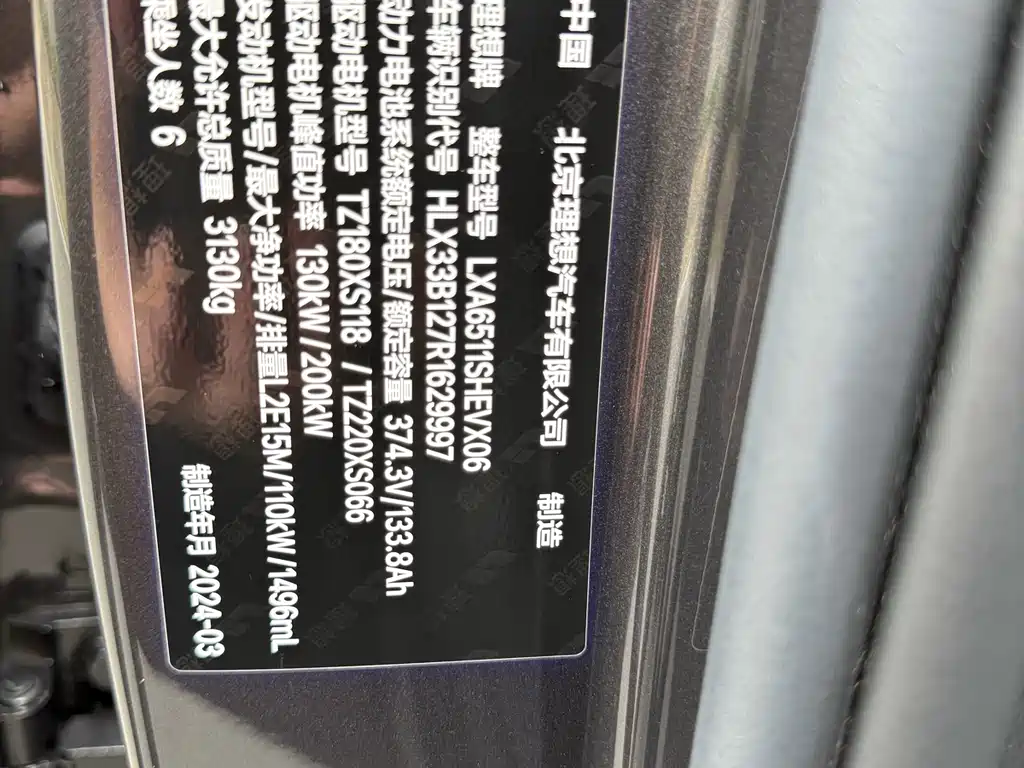 中国 北京理想汽车有限公司 制造
理想牌 整车型号 LXA6511SHEVX06
车辆识别代号 HLX33B127R1629997
动力电池系统额定电压/额定容量 374.3V/133.8Ah
驱动电机型号 TZ180XS118 / TZ220XS066
驱动电机峰值功率 130kW/200kW
发动机型号/最大净功率/排量L2E15M/110kW/1496mL
最大允许总质量 3130kg
限坐人数 6 制造年月 2024-03